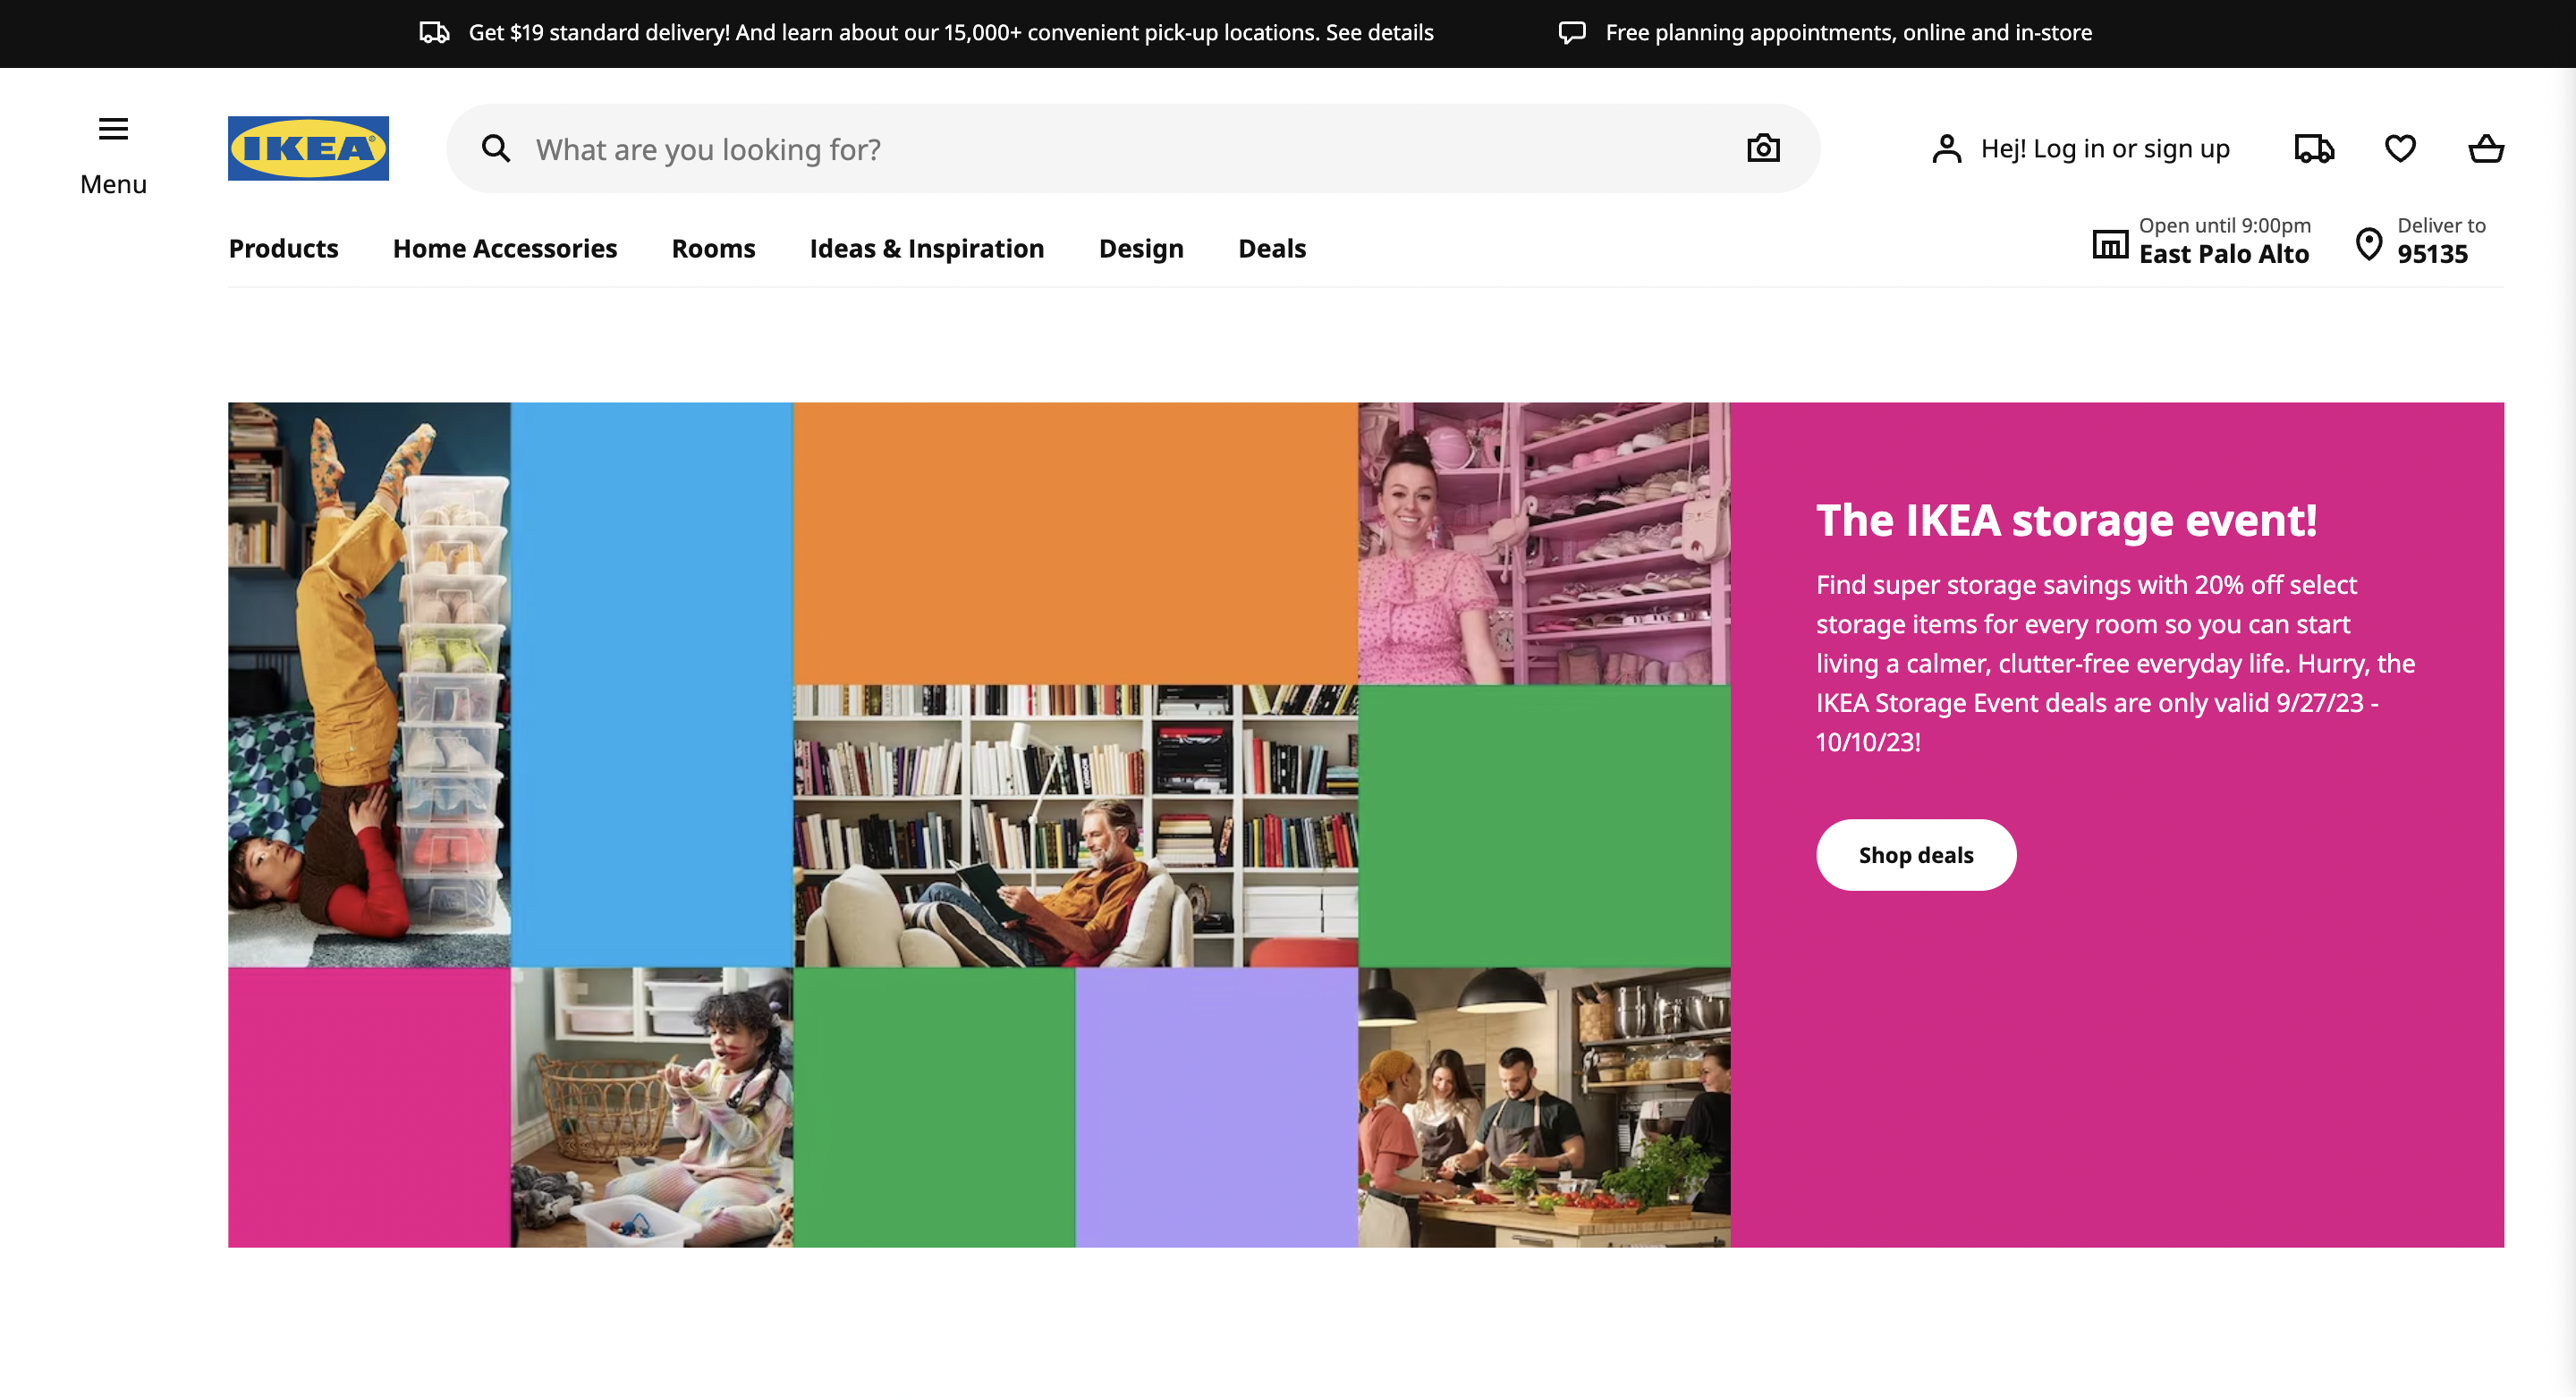 Get $19 standard delivery! And learn about our 15,000+ convenient pick-up locations. See details
Free planning appointments, online and in-store
Menu
IKEA
What are you looking for?
Hej! Log in or sign up
Products
Home Accessories
Rooms
Ideas & Inspiration
Design
Deals
Open until 9:00pm
East Palo Alto
Deliver to
95135
The IKEA storage event!
Find super storage savings with 20% off select
storage items for every room so you can start
living a calmer, clutter-free everyday life. Hurry, the
IKEA Storage Event deals are only valid 9/27/23 -
10/10/23!
Shop deals